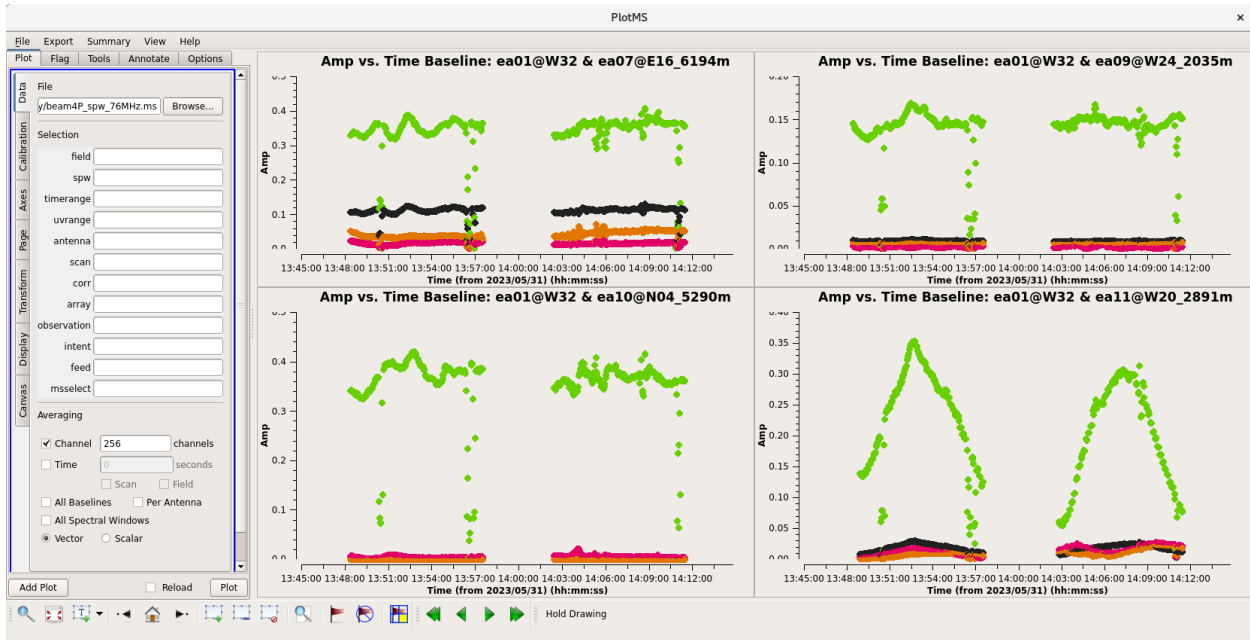 PlotMS
×
File Export Summary View Help
Plot Flag Tools Annotate Options
Data
Calibration
Axes
Page
Transform
Display
Canvas
File
y/beam4P_spw_76MHz.ms Browse...
Selection
field
spw
timerange
uvrange
antenna
scan
corr
array
observation
intent
feed
msselect
Averaging
Channel 256 channels
Time 0 seconds
Scan Field
All Baselines Per Antenna
All Spectral Windows
Vector Scalar
Add Plot Reload Plot
Hold Drawing
Amp vs. Time Baseline: ea01@W32 & ea07@E16_6194m
0.4
0.3
0.2
0.1
0.0
Amp
13:45:00 13:48:00 13:51:00 13:54:00 13:57:00 14:00:00 14:03:00 14:06:00 14:09:00 14:12:00
Time (from 2023/05/31) (hh:mm:ss)
Amp vs. Time Baseline: ea01@W32 & ea09@W24_2035m
0.20
0.15
0.10
0.05
0.00
Amp
13:45:00 13:48:00 13:51:00 13:54:00 13:57:00 14:00:00 14:03:00 14:06:00 14:09:00 14:12:00
Time (from 2023/05/31) (hh:mm:ss)
Amp vs. Time Baseline: ea01@W32 & ea10@N04_5290m
0.4
0.3
0.2
0.1
0.0
Amp
13:45:00 13:48:00 13:51:00 13:54:00 13:57:00 14:00:00 14:03:00 14:06:00 14:09:00 14:12:00
Time (from 2023/05/31) (hh:mm:ss)
Amp vs. Time Baseline: ea01@W32 & ea11@W20_2891m
0.40
0.35
0.30
0.25
0.20
0.15
0.10
0.05
0.00
Amp
13:45:00 13:48:00 13:51:00 13:54:00 13:57:00 14:00:00 14:03:00 14:06:00 14:09:00 14:12:00
Time (from 2023/05/31) (hh:mm:ss)